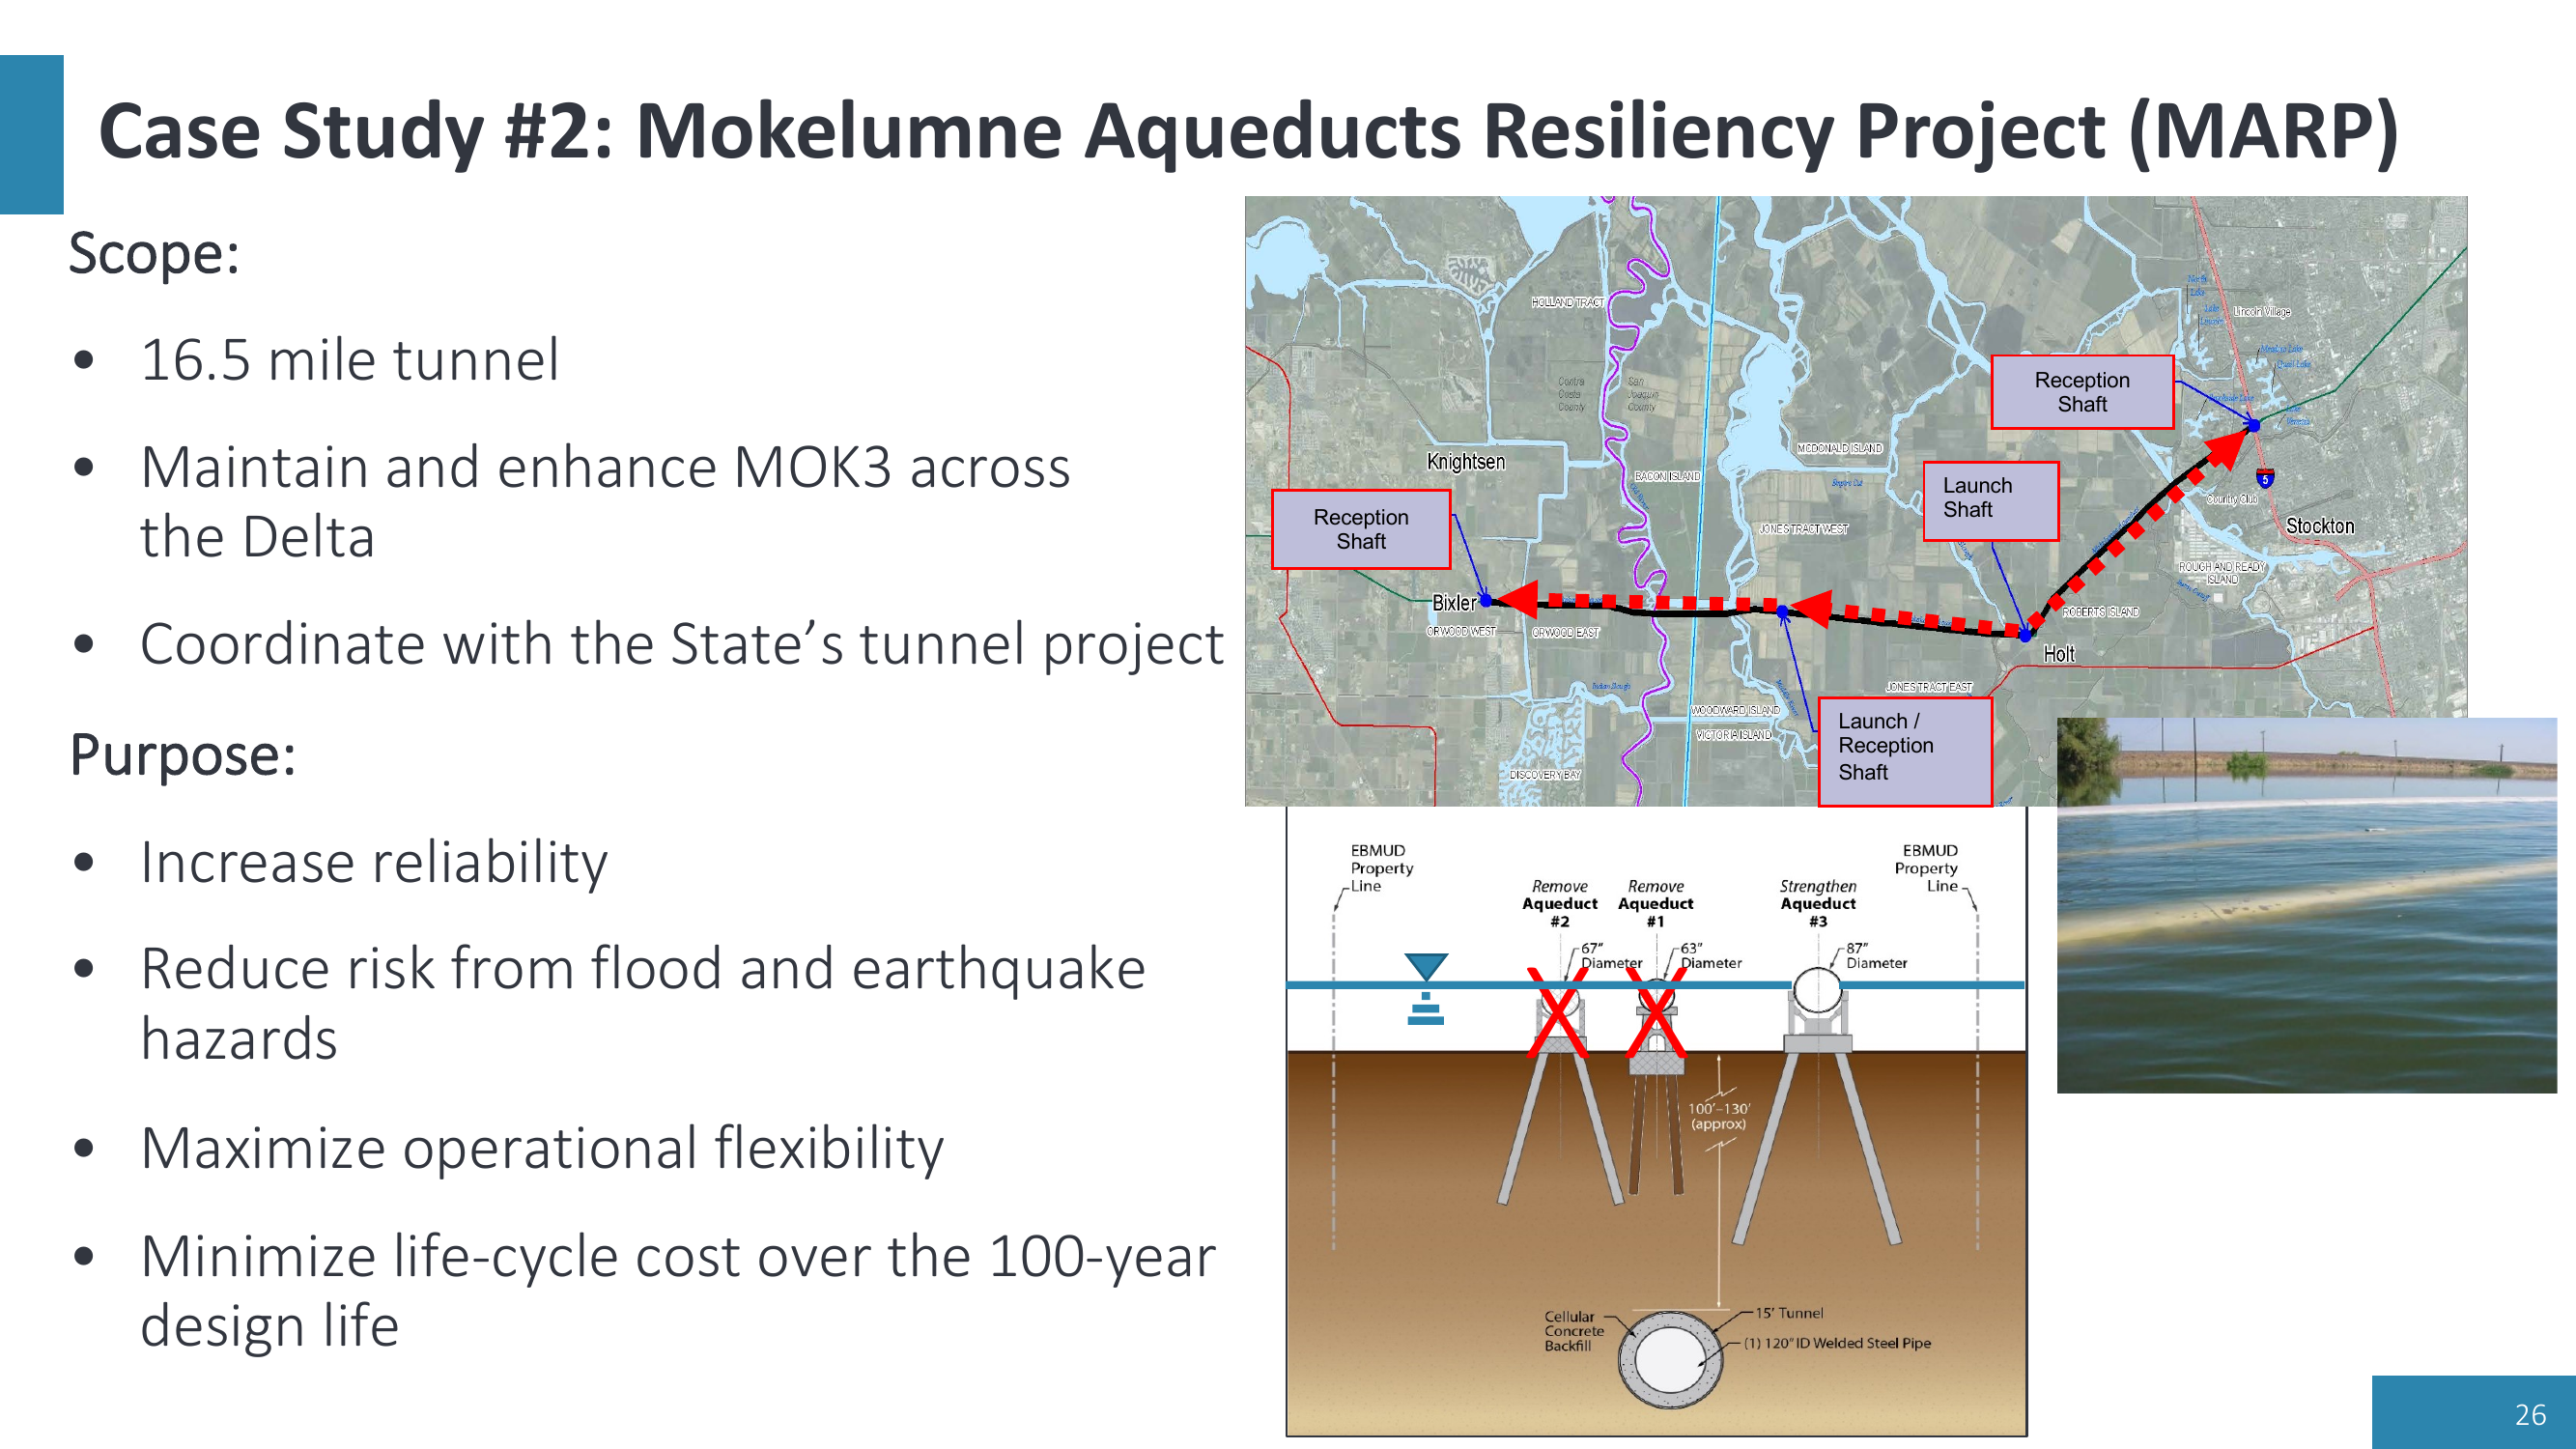 Case Study #2: Mokelumne Aqueducts Resiliency Project (MARP)
Scope:
• 16.5 mile tunnel
• Maintain and enhance MOK3 across
the Delta
• Coordinate with the State’s tunnel project
Purpose:
• Increase reliability
• Reduce risk from flood and earthquake
hazards
• Maximize operational flexibility
• Minimize life-cycle cost over the 100-year
design life
HOLLAND TRACT
Lincoln Village
Contra
Costa
County
San
Joaquin
County
Reception
Shaft
Knightsen
MCDONALD ISLAND
BACON ISLAND
Empire Cut
Launch
Shaft
5
Country Club
Stockton
Reception
Shaft
JONES TRACT WEST
ROUGH AND READY
ISLAND
Bixler
ORWOOD WEST
ORWOOD EAST
ROBERTS ISLAND
Holt
JONES TRACT EAST
Indian Slough
WOODWARD ISLAND
VICTORIA ISLAND
Launch /
Reception
Shaft
DISCOVERY BAY
EBMUD
Property
Line
EBMUD
Property
Line
Remove
Aqueduct
#2
Remove
Aqueduct
#1
Strengthen
Aqueduct
#3
67"
Diameter
63"
Diameter
87"
Diameter
100'–130'
(approx)
Cellular
Concrete
Backfill
15' Tunnel
(1) 120" ID Welded Steel Pipe
26